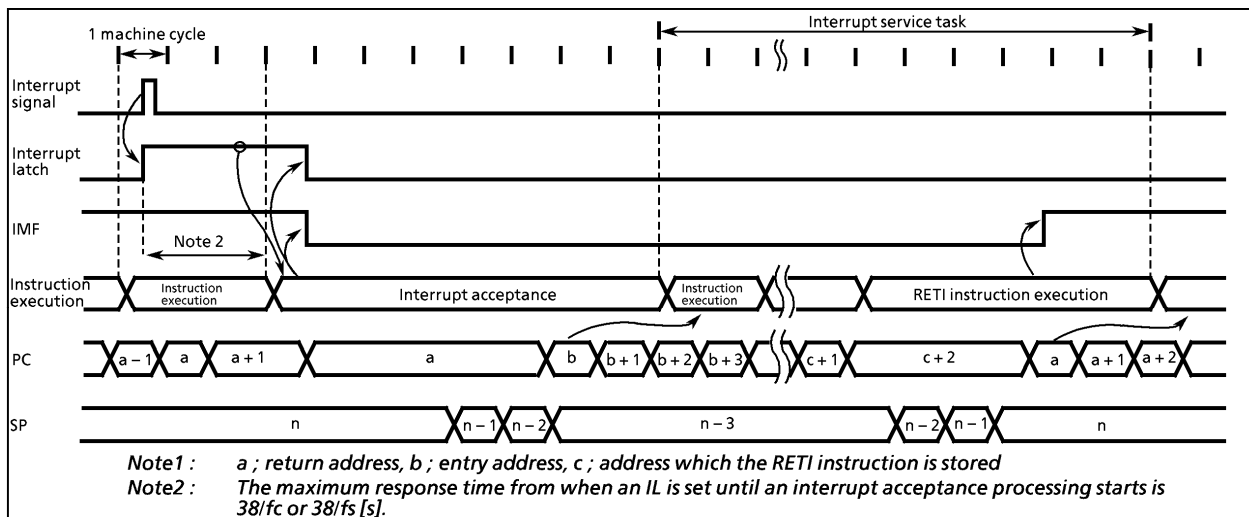 Interrupt service task
1 machine cycle
Interrupt
signal
Interrupt
latch
IMF
Note 2
Instruction
execution
Instruction
execution
Interrupt acceptance
Instruction
execution
RETI instruction execution
PC
a – 1
a
a + 1
a
b
b + 1
b + 2
b + 3
c + 1
c + 2
a
a + 1
a + 2
SP
n
n – 1
n – 2
n – 3
n – 2
n – 1
n
Note1 : a ; return address, b ; entry address, c ; address which the RETI instruction is stored
Note2 : The maximum response time from when an IL is set until an interrupt acceptance processing starts is
38/fc or 38/fs [s].